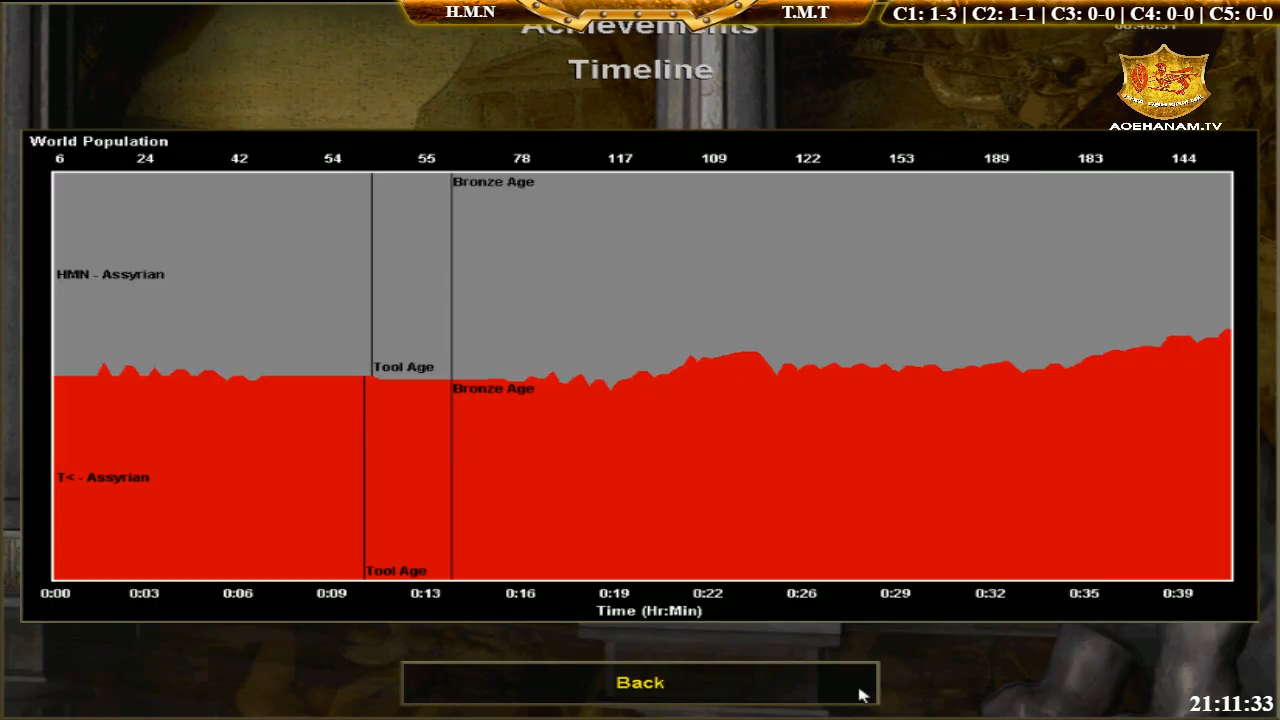 H.M.N T.M.T C1: 1-3 | C2: 1-1 | C3: 0-0 | C4: 0-0 | C5: 0-0
Achievements
Timeline
AOEHANAM.TV
World Population
6 24 42 54 55 78 117 109 122 153 189 183 144
Bronze Age
HMN - Assyrian
Tool Age
Bronze Age
T< - Assyrian
Tool Age
0:00 0:03 0:06 0:09 0:13 0:16 0:19 0:22 0:26 0:29 0:32 0:35 0:39
Time (Hr:Min)
Back
21:11:33